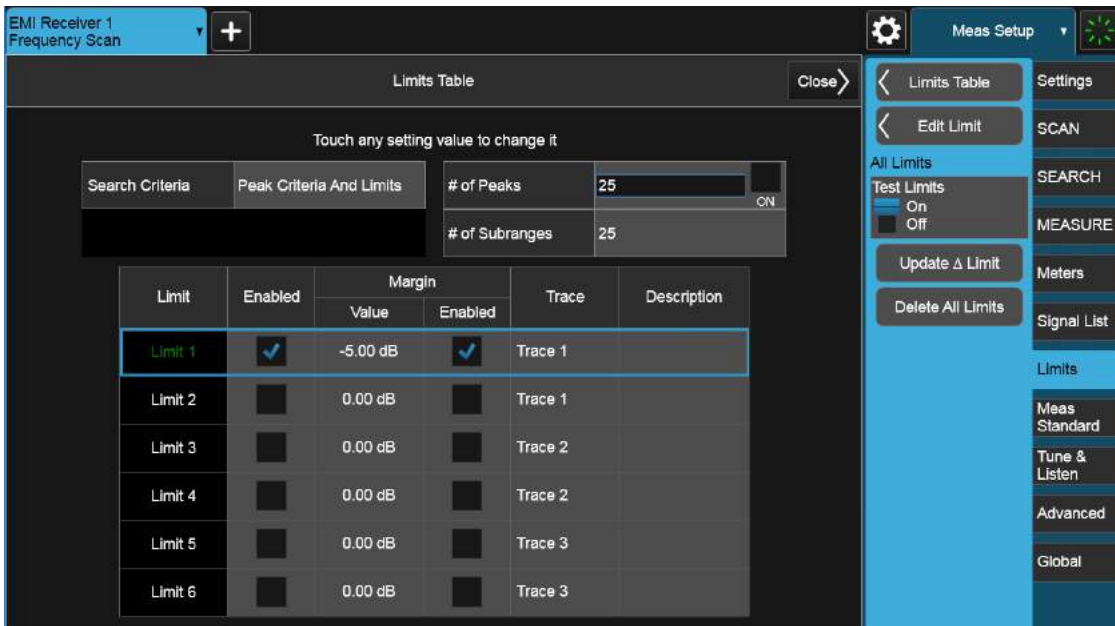 EMI Receiver 1
Frequency Scan
+
Meas Setup
Limits Table
Close
Touch any setting value to change it
Search Criteria Peak Criteria And Limits
# of Peaks 25 ON
# of Subranges 25
Limit Enabled Margin Trace Description
Value Enabled
Limit 1 -5.00 dB Trace 1
Limit 2 0.00 dB Trace 1
Limit 3 0.00 dB Trace 2
Limit 4 0.00 dB Trace 2
Limit 5 0.00 dB Trace 3
Limit 6 0.00 dB Trace 3
Limits Table
Edit Limit
All Limits
Test Limits
On
Off
Update Δ Limit
Delete All Limits
Settings
SCAN
SEARCH
MEASURE
Meters
Signal List
Limits
Meas
Standard
Tune &
Listen
Advanced
Global